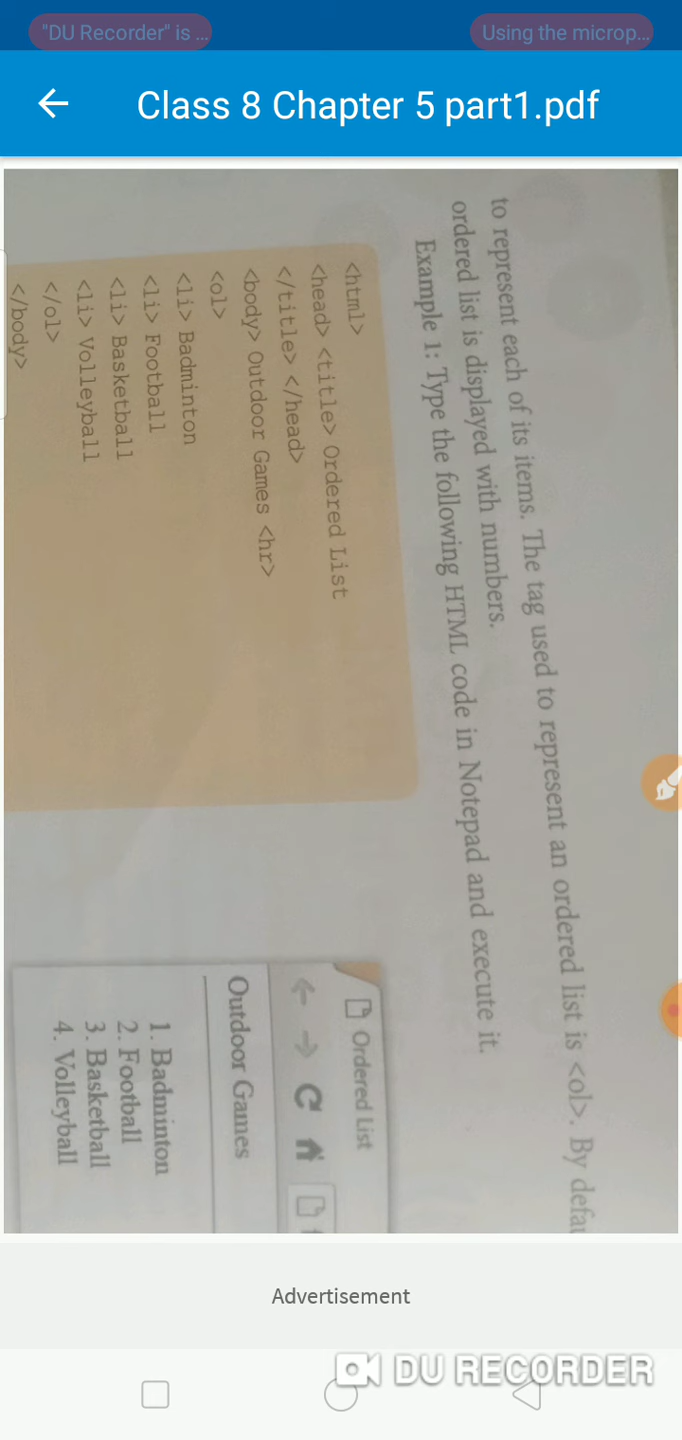 "DU Recorder" is ...
Using the microp...
Class 8 Chapter 5 part1.pdf
to represent each of its items. The tag used to represent an ordered list is <ol>. By defau
ordered list is displayed with numbers.
Example 1: Type the following HTML code in Notepad and execute it.
<html>
<head> <title> Ordered List
</title> </head>
<body> Outdoor Games <hr>
<ol>
<li> Badminton
<li> Football
<li> Basketball
<li> Volleyball
</ol>
</body>
Ordered List
Outdoor Games
1. Badminton
2. Football
3. Basketball
4. Volleyball
Advertisement
DU RECORDER